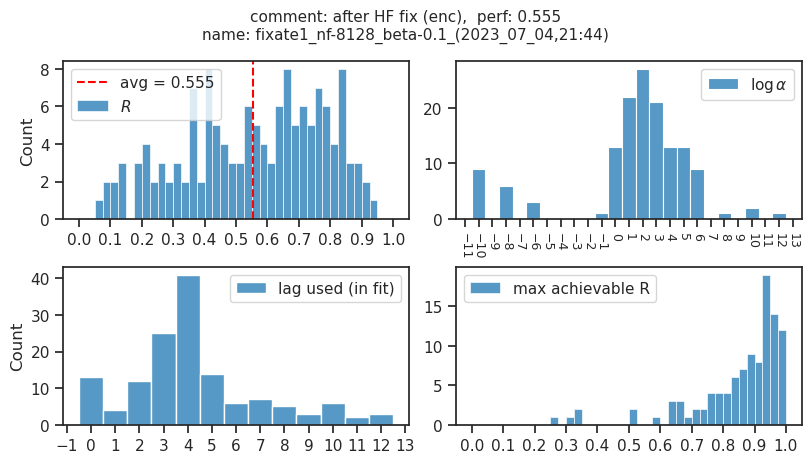 comment: after HF fix (enc),  perf: 0.555
name: fixate1_nf-8128_beta-0.1_(2023_07_04,21:44)
8
6
4
2
0
Count
avg = 0.555
R
0.0 0.1 0.2 0.3 0.4 0.5 0.6 0.7 0.8 0.9 1.0
20
10
0
log α
−11 −10 −9 −8 −7 −6 −5 −4 −3 −2 −1 0 1 2 3 4 5 6 7 8 9 10 11 12 13
40
30
20
10
0
Count
lag used (in fit)
−1 0 1 2 3 4 5 6 7 8 9 10 11 12 13
15
10
5
0
max achievable R
0.0 0.1 0.2 0.3 0.4 0.5 0.6 0.7 0.8 0.9 1.0